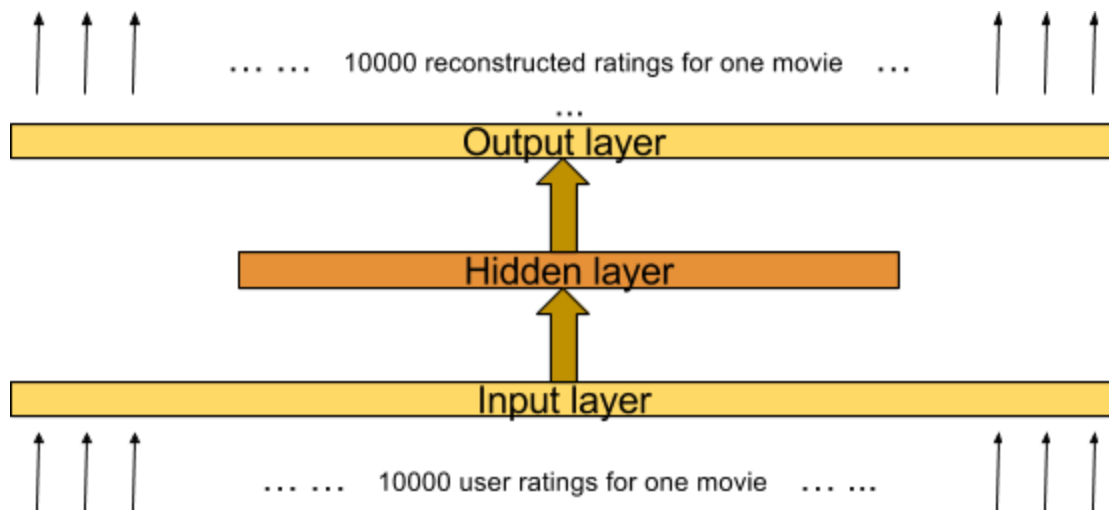 ... ... 10000 reconstructed ratings for one movie ...
...
Output layer
Hidden layer
Input layer
... ... 10000 user ratings for one movie ... ...